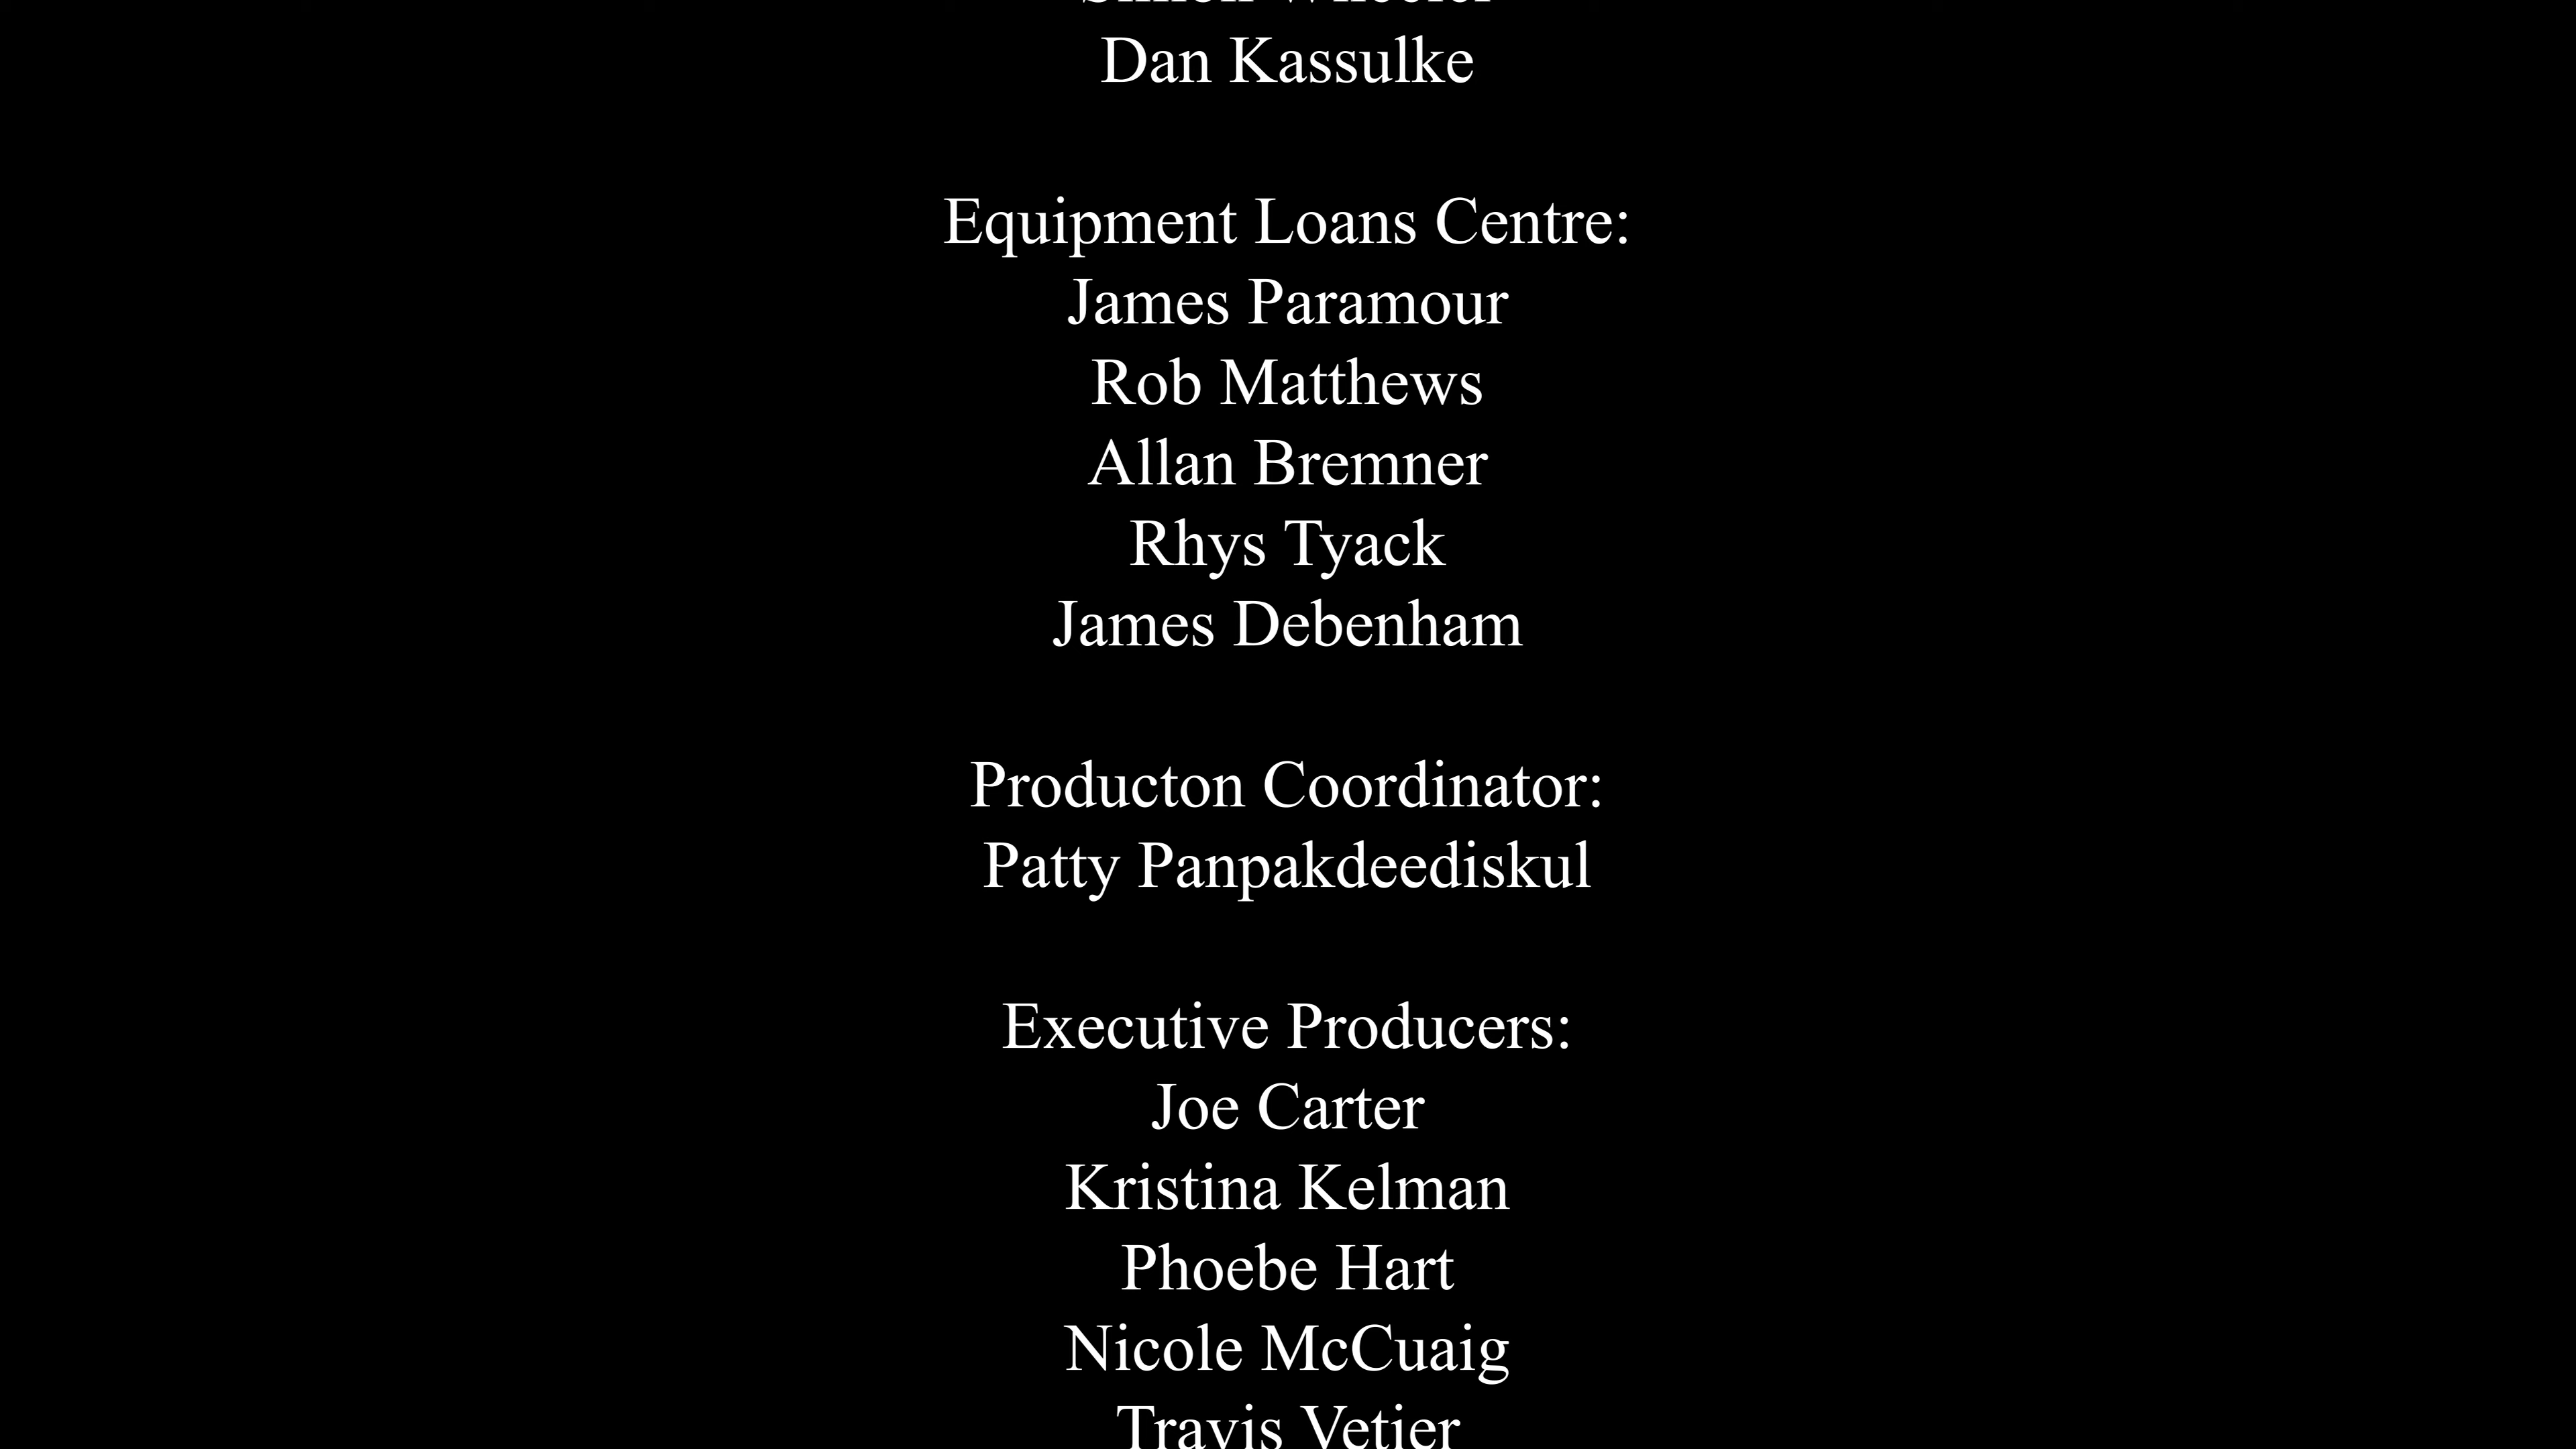 Dan Kassulke
Equipment Loans Centre:
James Paramour
Rob Matthews
Allan Bremner
Rhys Tyack
James Debenham
Producton Coordinator:
Patty Panpakdeediskul
Executive Producers:
Joe Carter
Kristina Kelman
Phoebe Hart
Nicole McCuaig
Travis Vetier